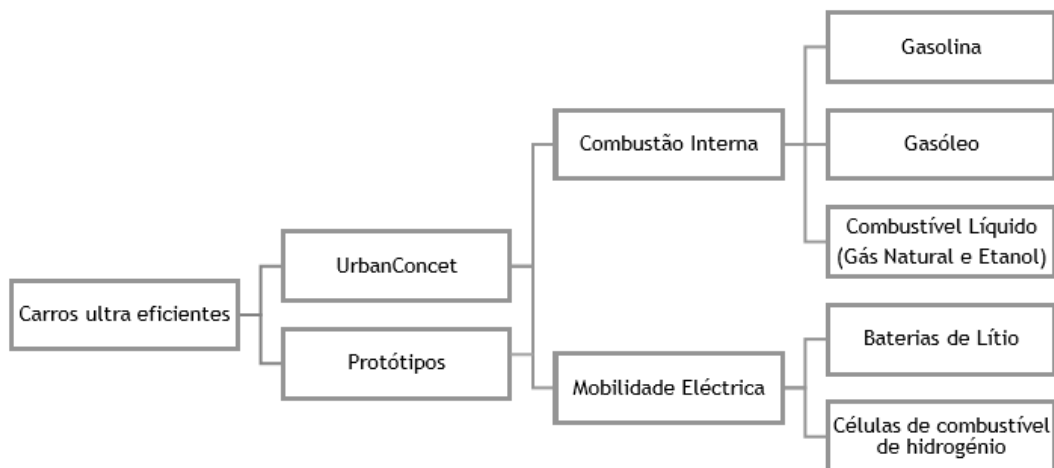 Carros ultra eficientes
UrbanConcet
Protótipos
Combustão Interna
Mobilidade Eléctrica
Gasolina
Gasóleo
Combustível Líquido
(Gás Natural e Etanol)
Baterias de Lítio
Células de combustível
de hidrogénio